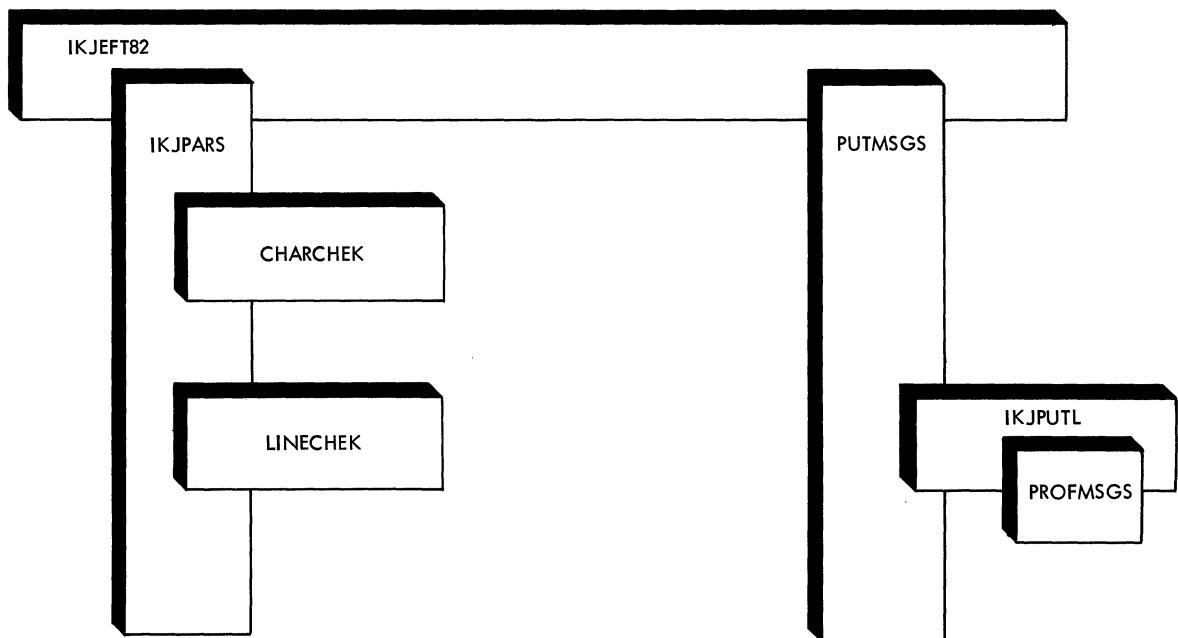 IKJEFT82
IKJPARS
PUTMSGS
CHARCHEK
LINECHEK
IKJPUTL
PROFMSGS